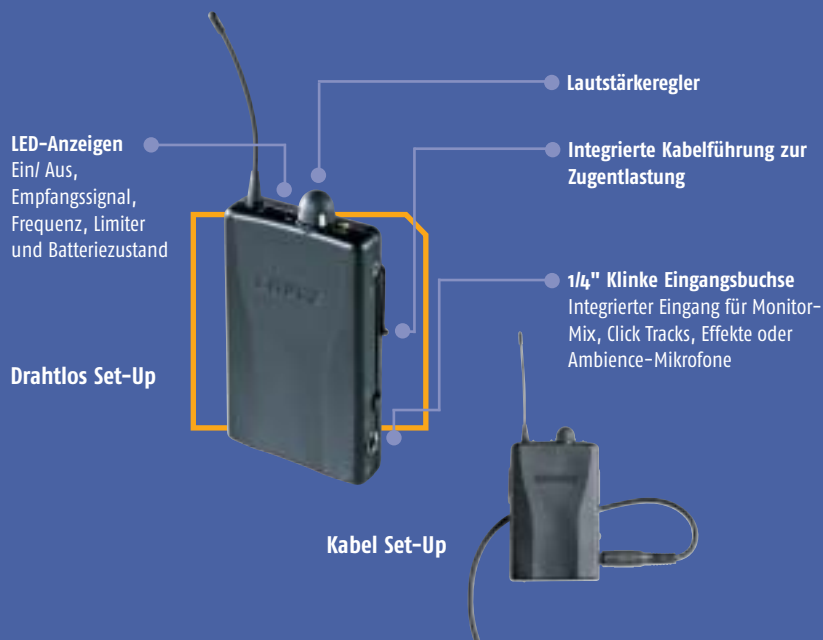 Lautstärkeregler
LED-Anzeigen
Ein/ Aus,
Empfangssignal,
Frequenz, Limiter
und Batteriezustand
Integrierte Kabelführung zur
Zugentlastung
1/4" Klinke Eingangsbuchse
Integrierter Eingang für Monitor-
Mix, Click Tracks, Effekte oder
Ambience-Mikrofone
Drahtlos Set-Up
Kabel Set-Up